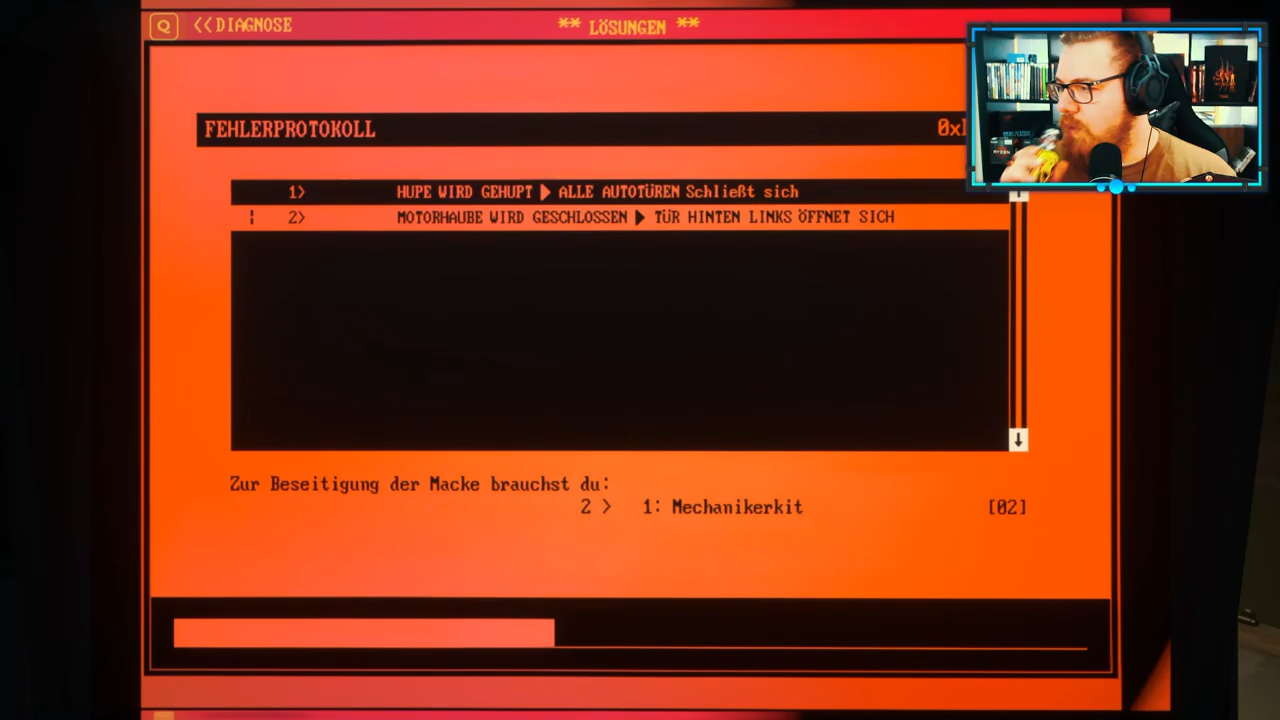 Q <<DIAGNOSE ** LÖSUNGEN **
FEHLERPROTOKOLL
1> HUPE WIRD GEHUPT ▶ ALLE AUTOTÜREN Schließt sich
¦ 2> MOTORHAUBE WIRD GESCHLOSSEN ▶ TÜR HINTEN LINKS ÖFFNET SICH
Zur Beseitigung der Macke brauchst du:
2 > 1: Mechanikerkit [02]